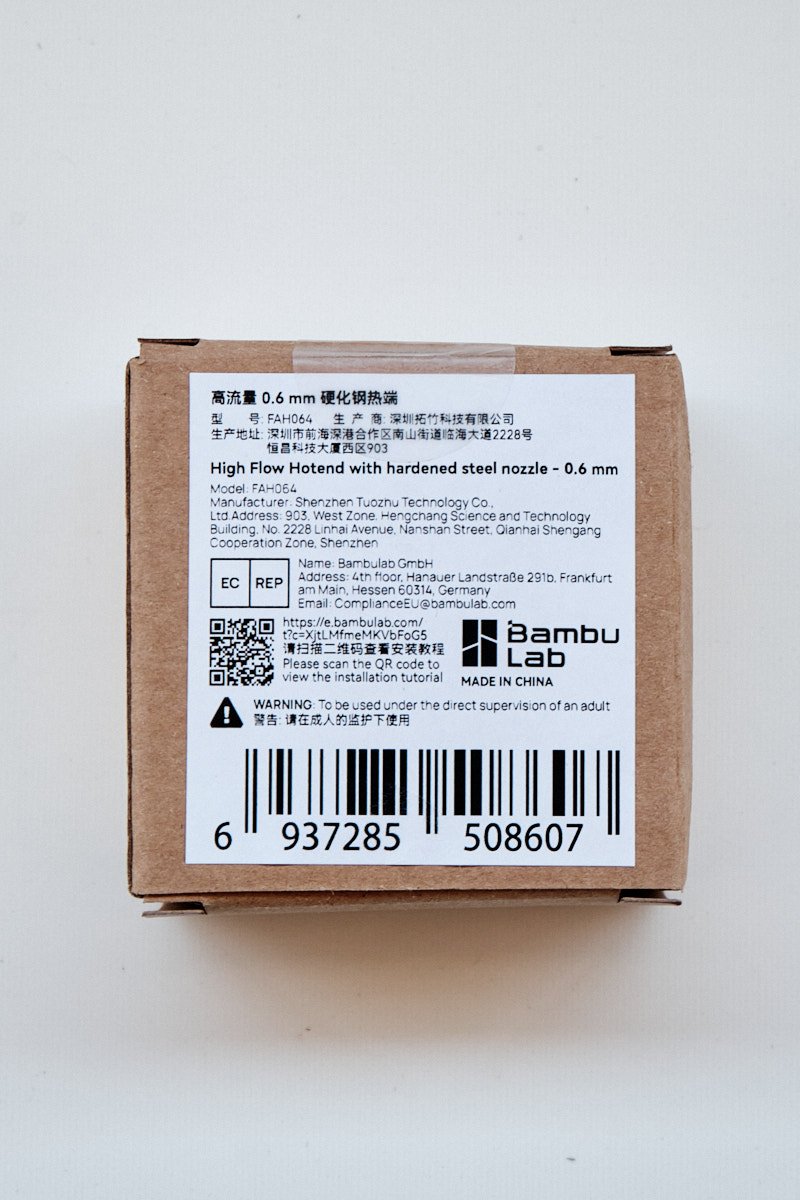 高流量 0.6 mm 硬化钢热端
型 号: FAH064 生 产 商: 深圳拓竹科技有限公司
生产地址: 深圳市前海深港合作区南山街道临海大道2228号
恒昌科技大厦西区903
High Flow Hotend with hardened steel nozzle - 0.6 mm
Model: FAH064
Manufacturer: Shenzhen Tuozhu Technology Co.,
Ltd.Address: 903, West Zone, Hengchang Science and Technology
Building, No. 2228 Linhai Avenue, Nanshan Street, Qianhai Shengang
Cooperation Zone, Shenzhen
EC REP
Name: Bambulab GmbH
Address: 4th floor, Hanauer Landstraße 291b, Frankfurt
am Main, Hessen 60314, Germany
Email: ComplianceEU@bambulab.com
https://e.bambulab.com/
t?c=XjtLMfmeMKVbFoG5
请扫描二维码查看安装教程
Please scan the QR code to
view the installation tutorial
Bambu
Lab
MADE IN CHINA
WARNING: To be used under the direct supervision of an adult
警告: 请在成人的监护下使用
6 937285 508607